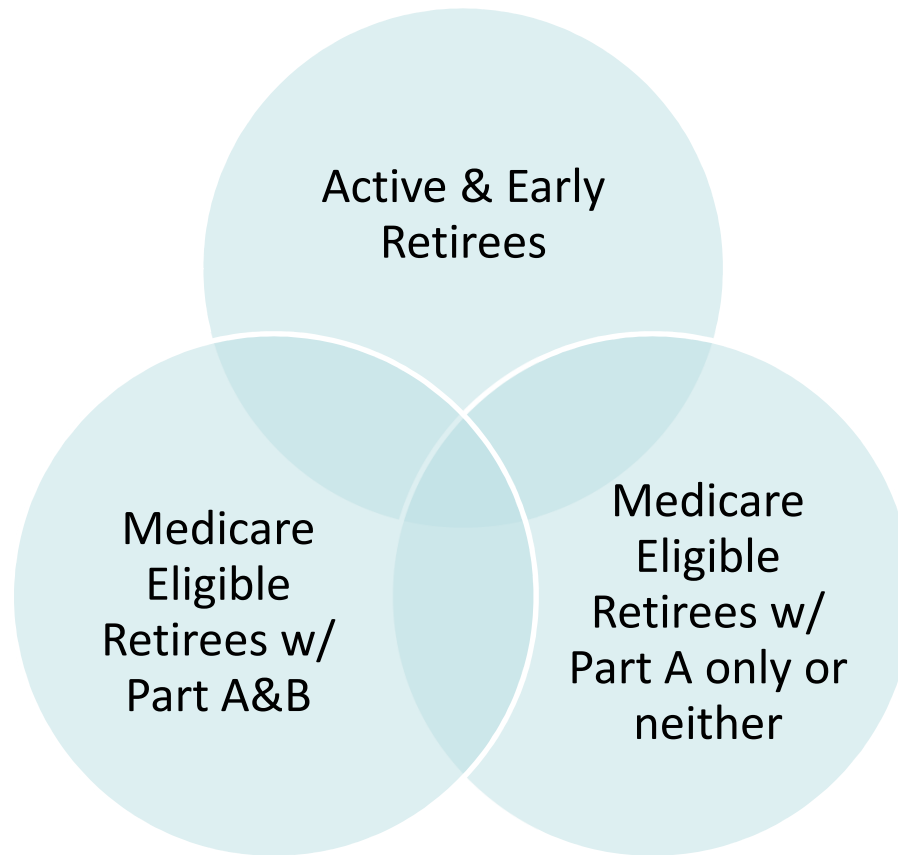 Active & Early
Retirees
Medicare
Eligible
Retirees w/
Part A&B
Medicare
Eligible
Retirees w/
Part A only or
neither